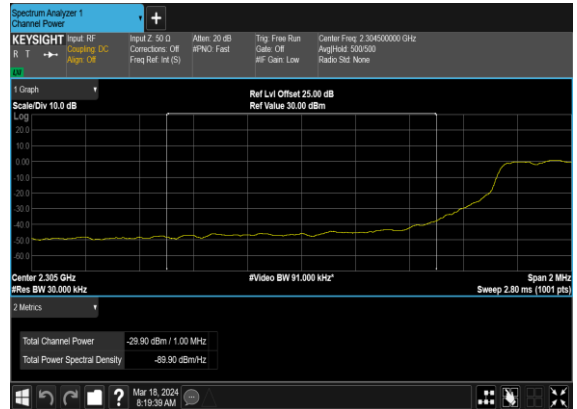 Spectrum Analyzer 1
Channel Power
+
KEYSIGHT Input: RF Input Z: 50 Ω Atten: 20 dB Trig: Free Run Center Freq: 2.304500000 GHz
R T Coupling: DC Corrections: Off #PNO: Fast Gate: Off Avg|Hold: 500/500
Align: Off Freq Ref: Int (S) #IF Gain: Low Radio Std: None
1 Graph
Ref Lvl Offset 25.00 dB
Scale/Div 10.0 dB Ref Value 30.00 dBm
Log
20.0
10.0
0.00
-10.0
-20.0
-30.0
-40.0
-50.0
-60.0
Center 2.305 GHz #Video BW 91.000 kHz* Span 2 MHz
#Res BW 30.000 kHz Sweep 2.80 ms (1001 pts)
2 Metrics
Total Channel Power -29.90 dBm / 1.00 MHz
Total Power Spectral Density -89.90 dBm/Hz
? Mar 18, 2024
8:19:39 AM